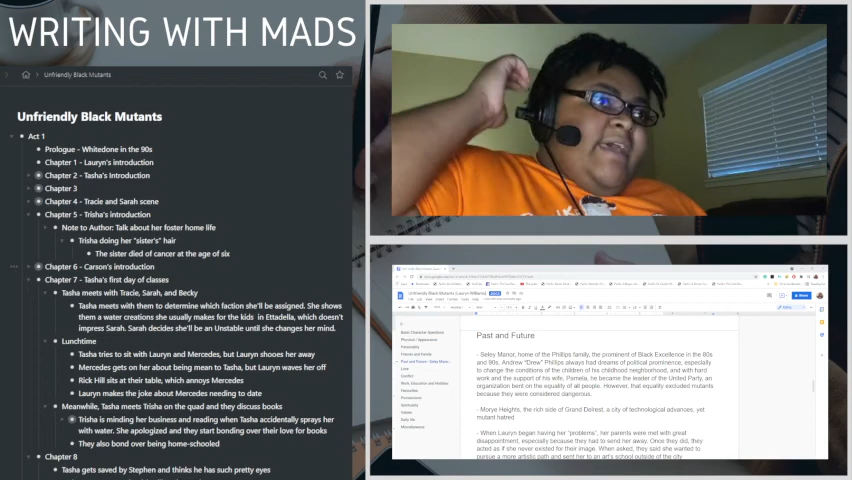 WRITING WITH MADS
Unfriendly Black Mutants
Unfriendly Black Mutants
Act 1
Prologue - Whitedone in the 90s
Chapter 1 - Lauryn's introduction
Chapter 2 - Tasha's Introduction
Chapter 3
Chapter 4 - Tracie and Sarah scene
Chapter 5 - Trisha's introduction
Note to Author: Talk about her foster home life
Trisha doing her "sister's" hair
The sister died of cancer at the age of six
Chapter 6 - Carson's introduction
Chapter 7 - Tasha's first day of classes
Tasha meets with Tracie, Sarah, and Becky
Tasha meets with them to determine which faction she'll be assigned. She shows
them a water creations she usually makes for the kids in Ettadella, which doesn't
impress Sarah. Sarah decides she'll be an Unstable until she changes her mind.
Lunchtime
Tasha tries to sit with Lauryn and Mercedes, but Lauryn shooes her away
Mercedes gets on her about being mean to Tasha, but Lauryn waves her off
Rick Hill sits at their table, which annoys Mercedes
Lauryn makes the joke about Mercedes needing to date
Meanwhile, Tasha meets Trisha on the quad and they discuss books
Trisha is minding her business and reading when Tasha accidentally sprays her
with water. She apologized and they start bonding over their love for books
They also bond over being home-schooled
Chapter 8
Tasha gets saved by Stephen and thinks he has such pretty eyes
Past and Future
- Seley Manor, home of the Phillips family, the prominent of Black Excellence in the 80s
and 90s. Andrew "Drew" Phillips always had dreams of political prominence, especially
to change the conditions of the children of his childhood neighborhood, and with hard
work and the support of his wife, Pamela, he became the leader of the United Party, an
organization bent on the equality of all people. However, that equality excluded mutants
because they were considered dangerous.
- Morye Heights, the rich side of Grand Delrest, a city of technological advances, yet
mutant hatred
- When Lauryn began having her "problems", her parents were met with great
disappointment, especially because they had to send her away. Once they did, they
acted as if she never existed for their image. When asked, they said she wanted to
pursue a more artistic path and sent her to an art's school outside of the city